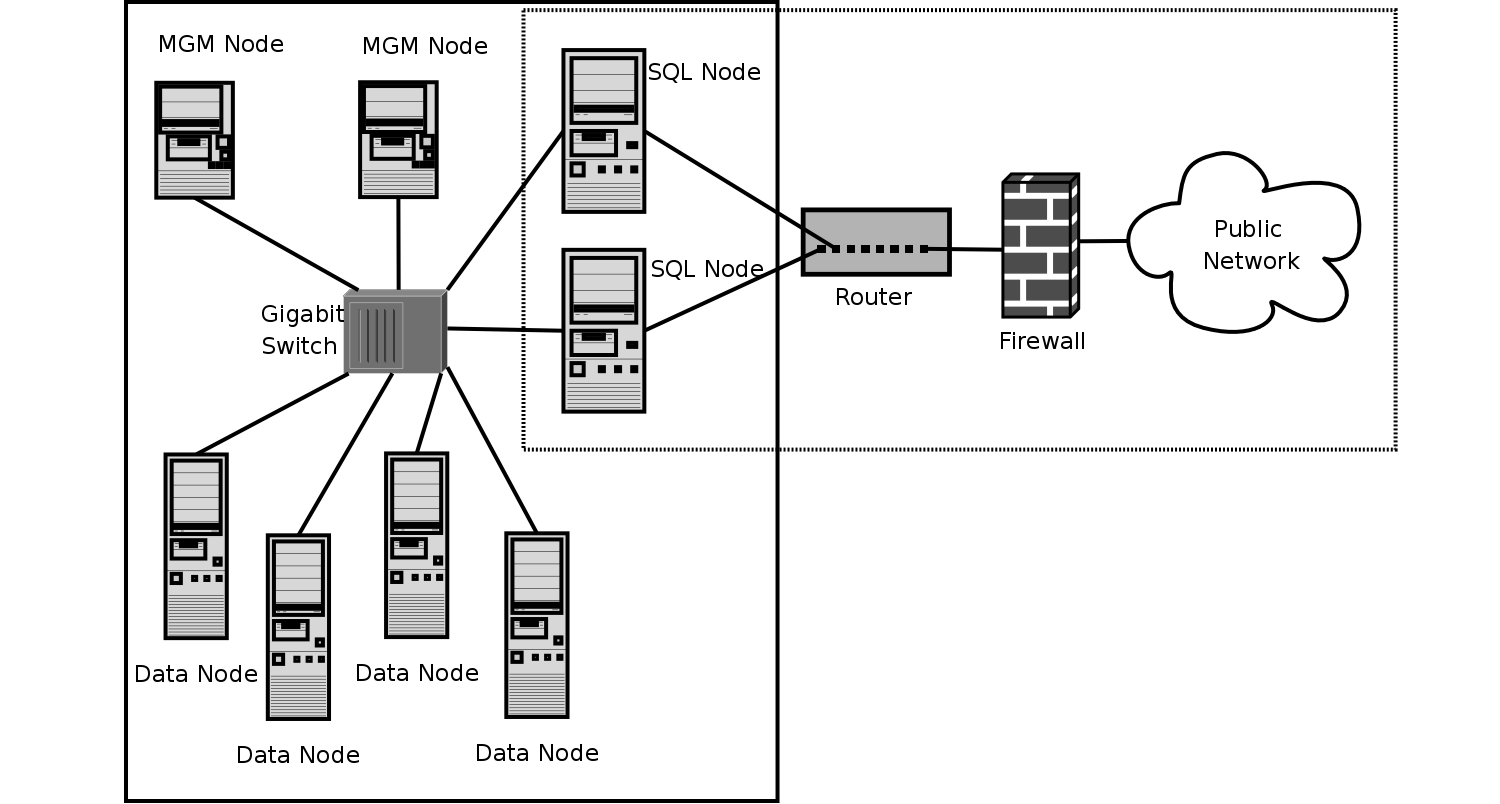 MGM Node
MGM Node
SQL Node
SQL Node
Gigabit
Switch
Router
Firewall
Public
Network
Data Node
Data Node
Data Node
Data Node